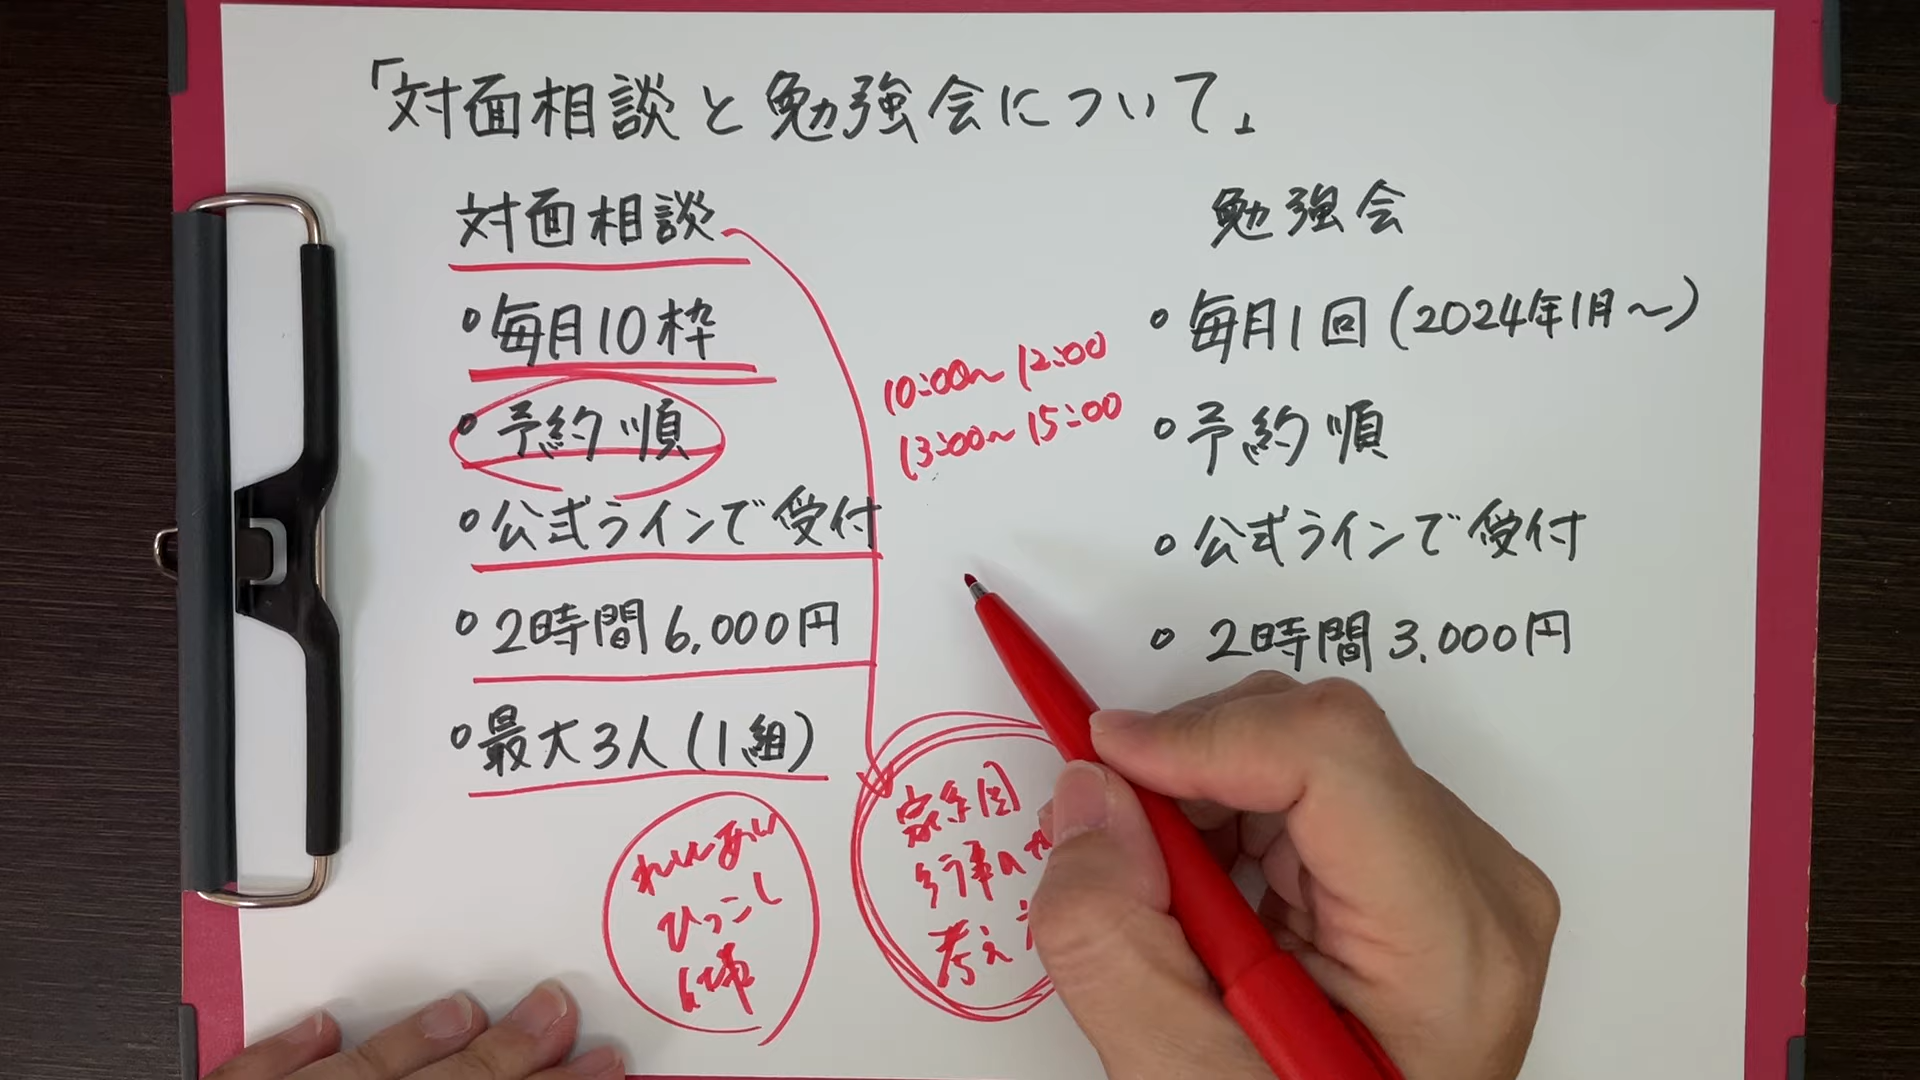 「対面相談と勉強会について」
対面相談
•毎月10枠
•予約順
•公式ラインで受付
•2時間6,000円
•最大3人(1組)
10:00〜12:00
13:00〜15:00
勉強会
•毎月1回(2024年1月〜)
•予約順
•公式ラインで受付
•2時間3,000円
れんあい
ひっこし
仕事
家系図
行事の
考え